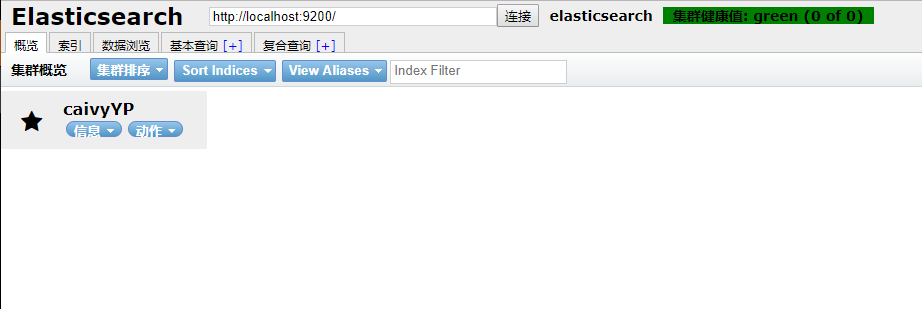 Elasticsearch http://localhost:9200/ 连接 elasticsearch 集群健康值: green (0 of 0)
概览 索引 数据浏览 基本查询 [+] 复合查询 [+]
集群概览 集群排序 Sort Indices View Aliases Index Filter
caivyYP
信息 动作